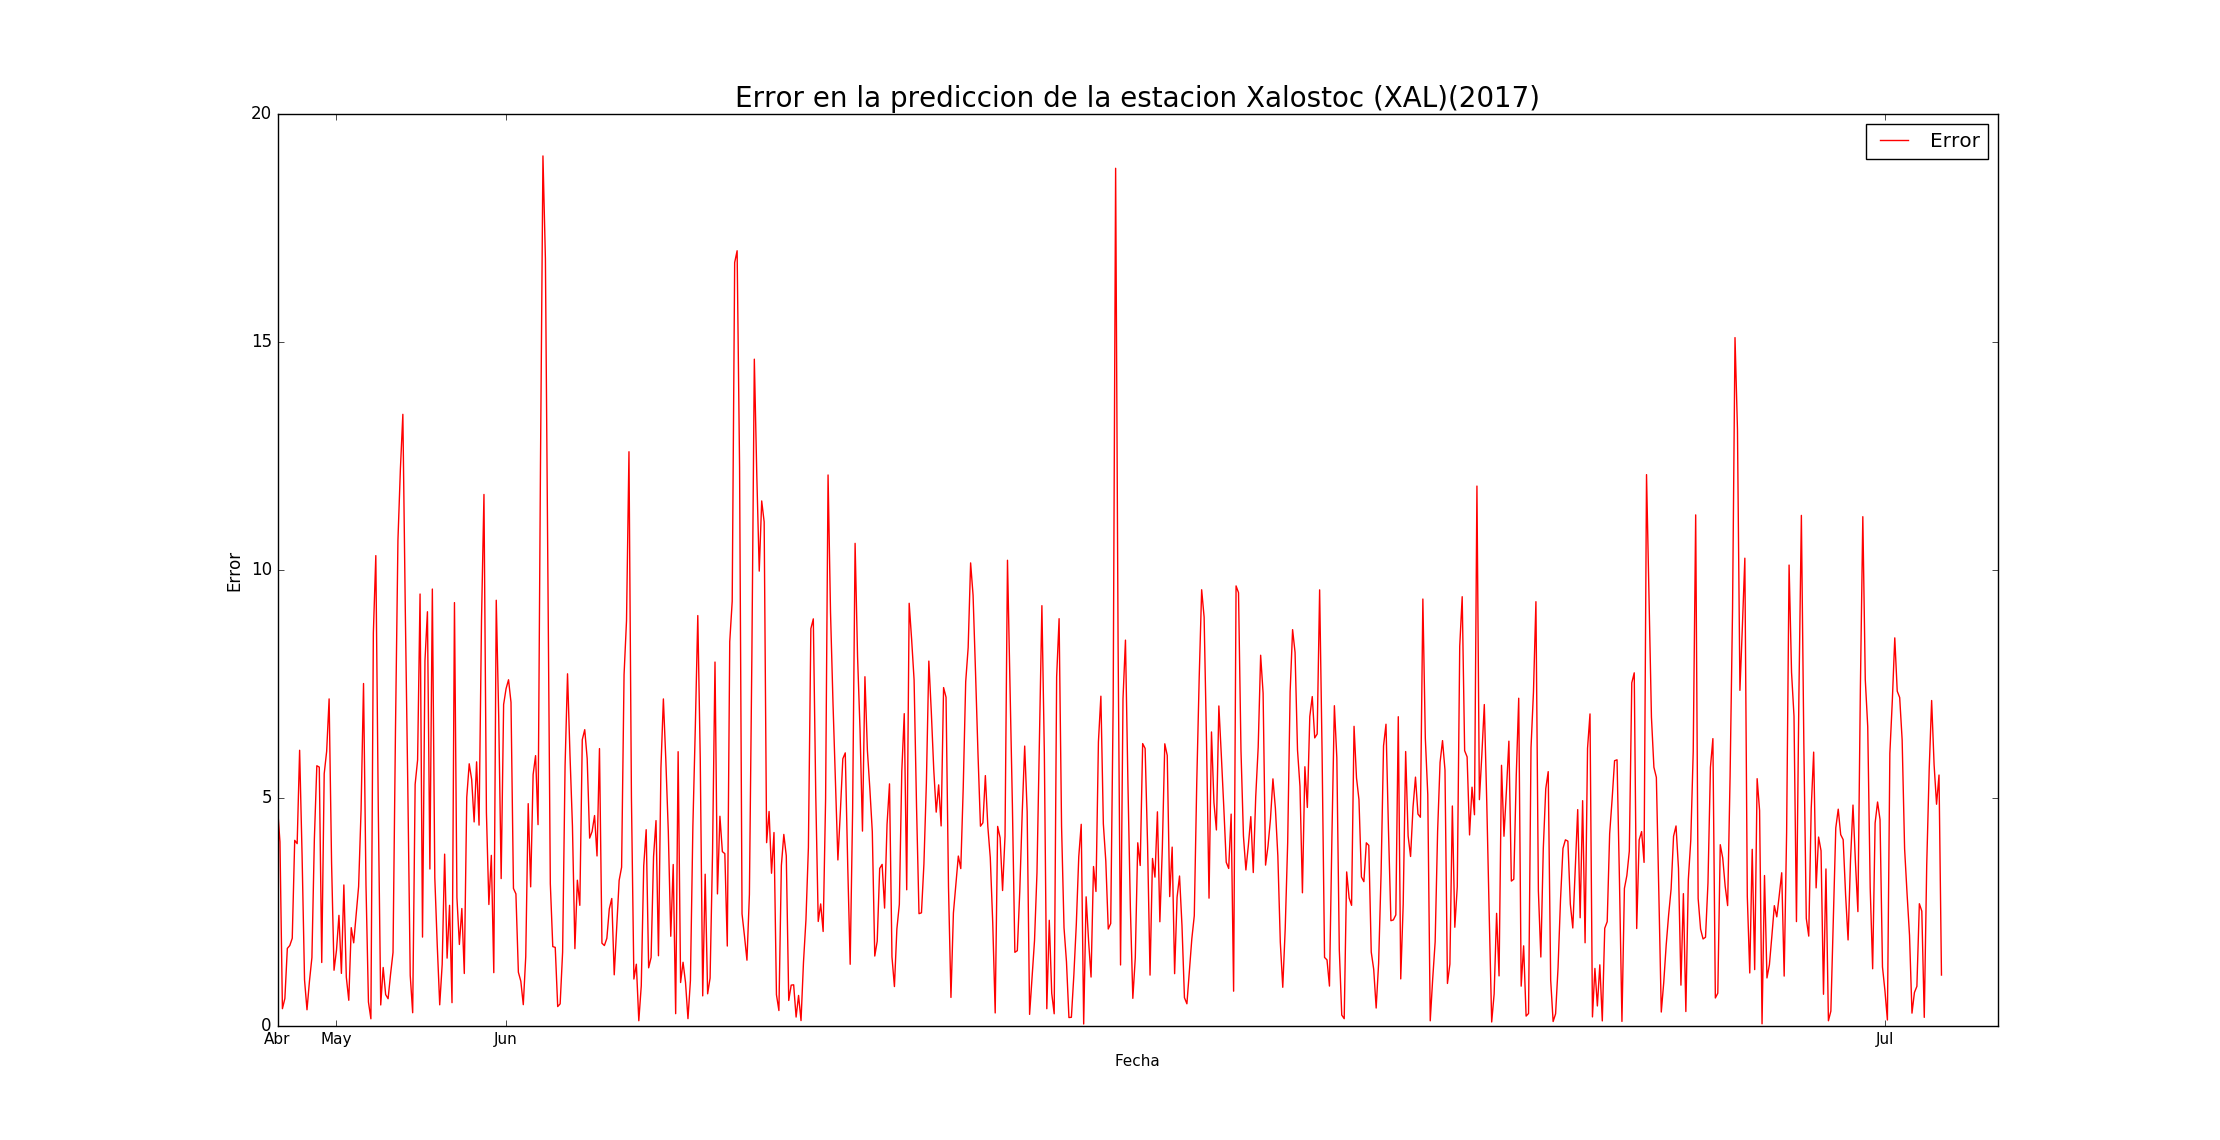 Error en la prediccion de la estacion Xalostoc (XAL)(2017)
20
Error
15
10
Error
5
0
Abr May Jun Jul
Fecha